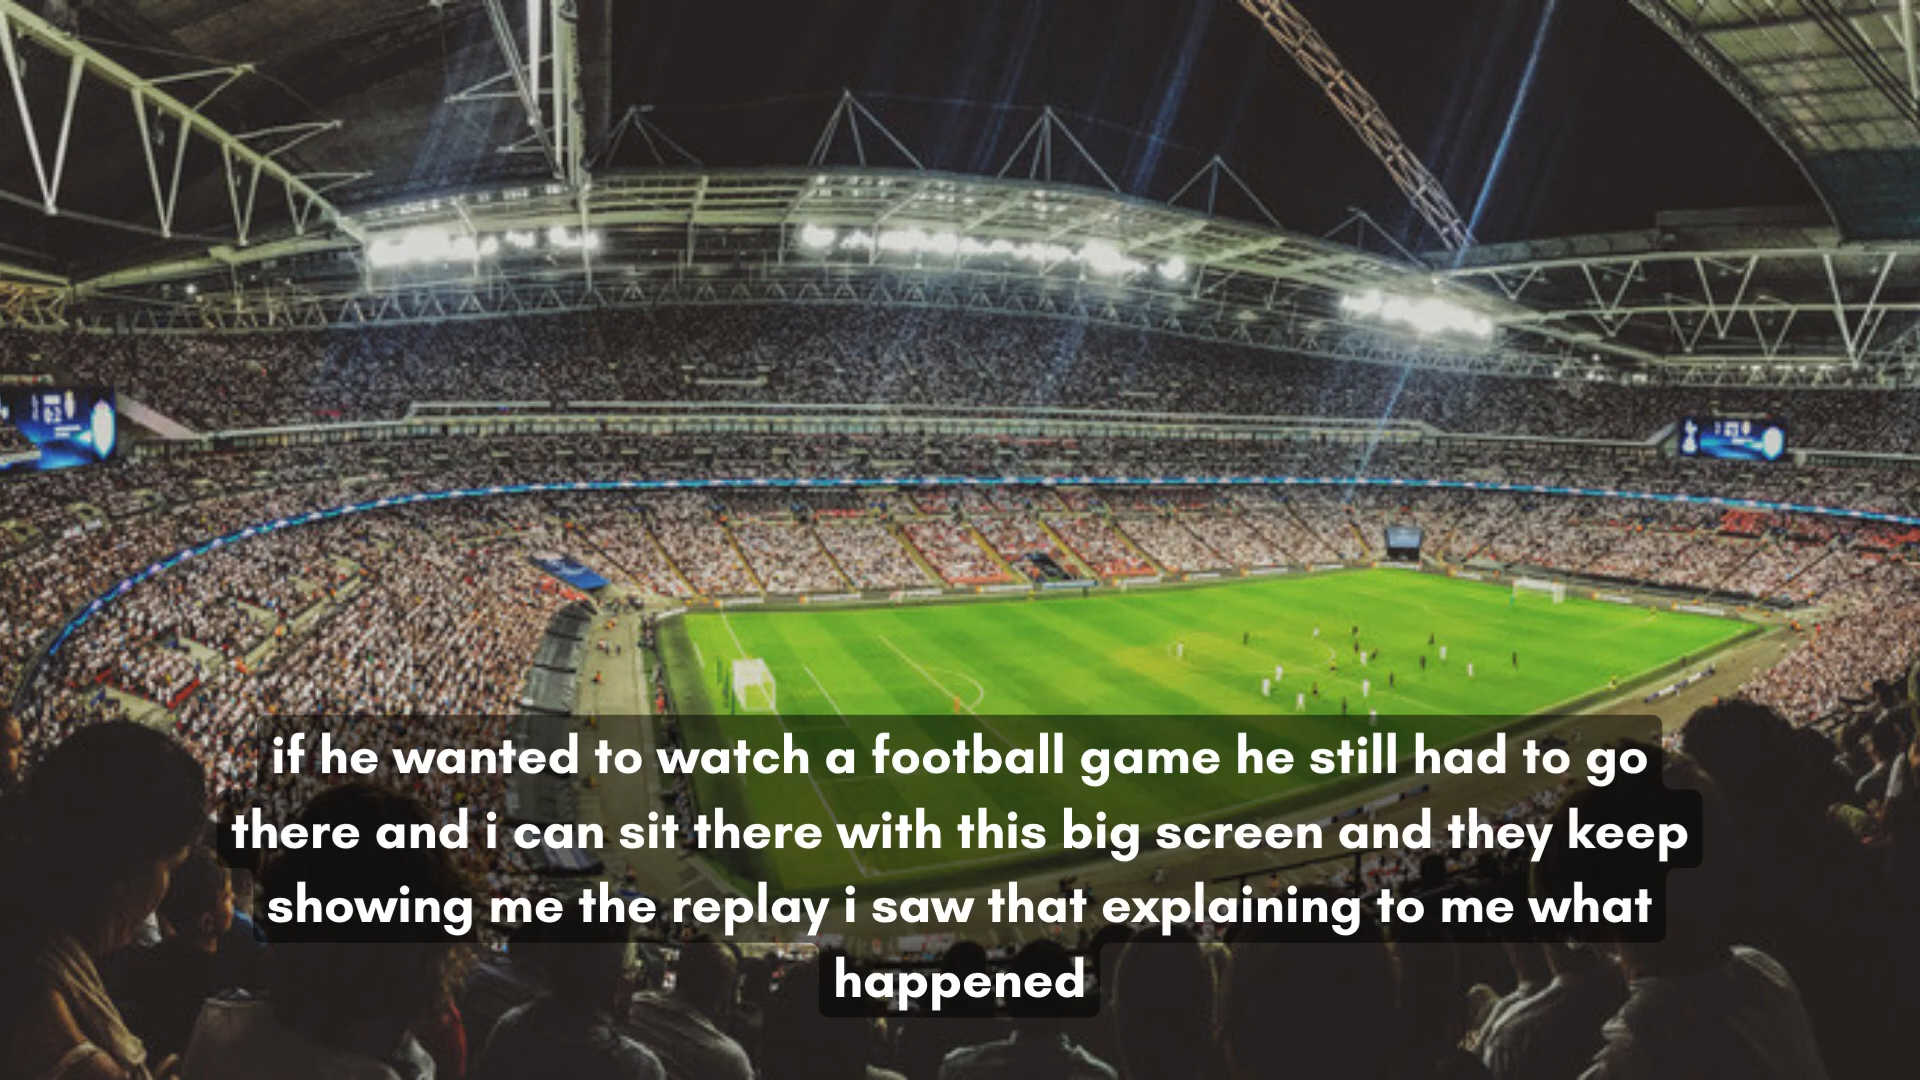 if he wanted to watch a football game he still had to go
there and i can sit there with this big screen and they keep
showing me the replay i saw that explaining to me what
happened